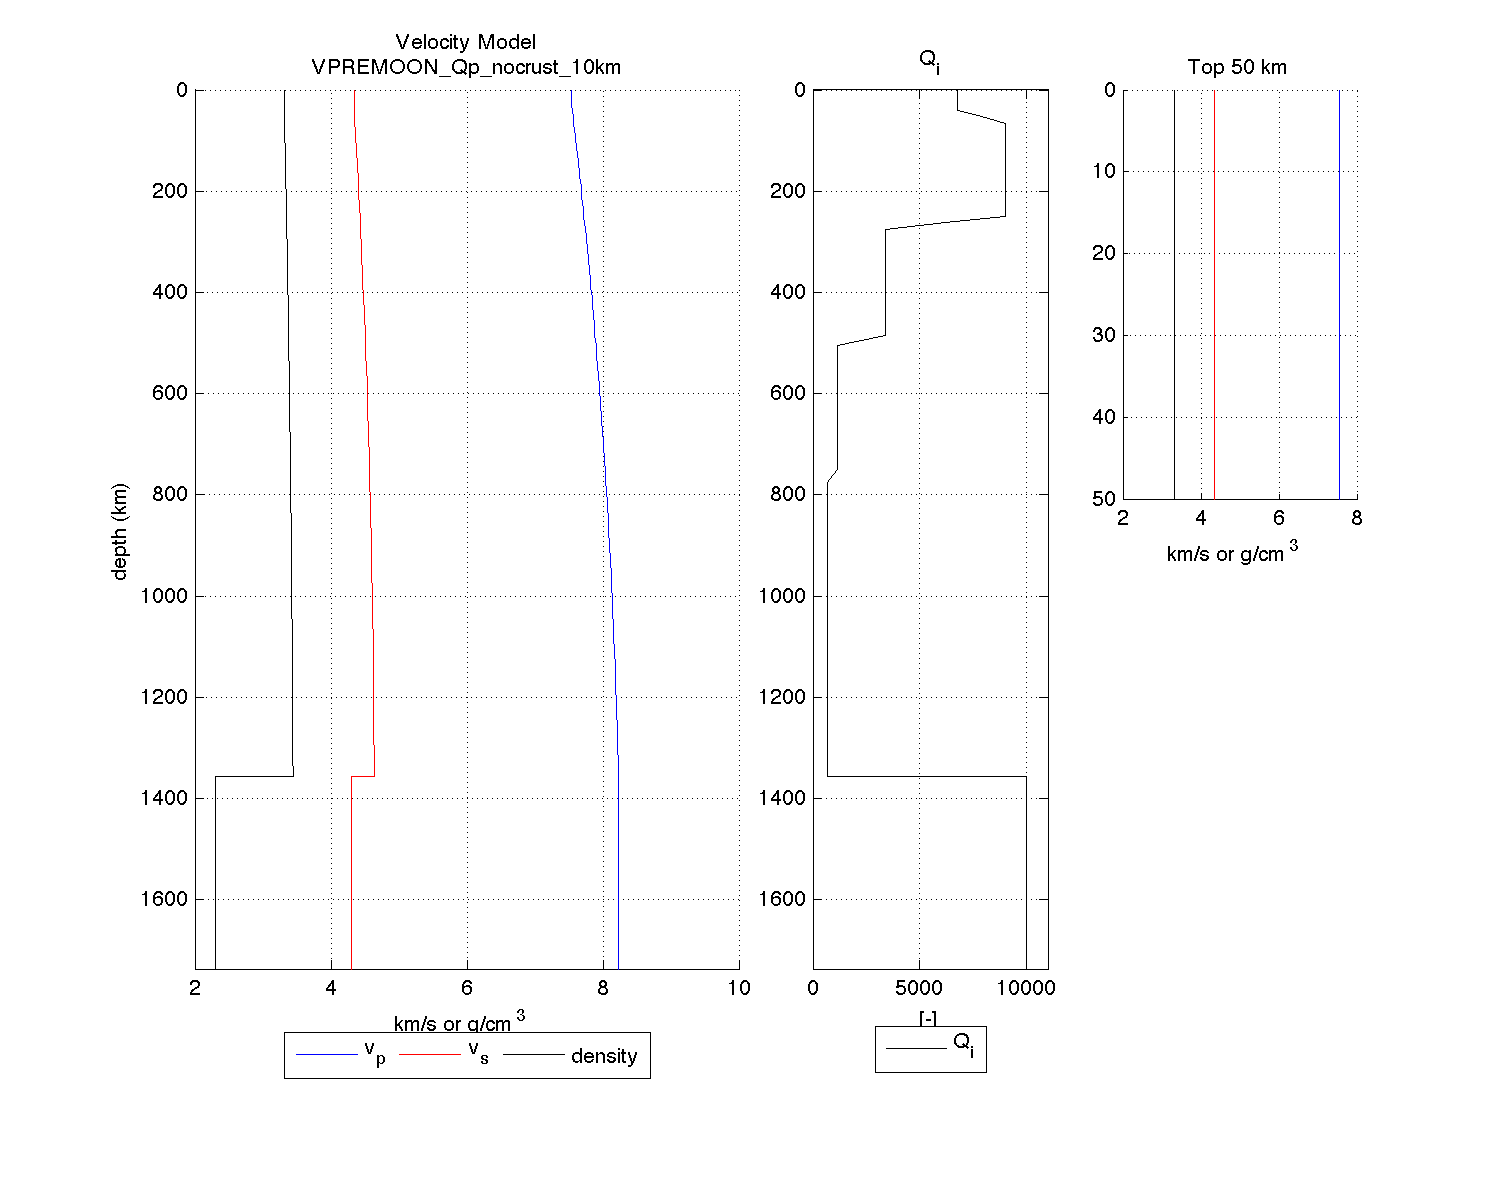 Velocity Model
VPREMOON_Qp_nocrust_10km
0
200
400
600
800
1000
1200
1400
1600
depth (km)
2 4 6 8 10
km/s or g/cm 3
v p v s density
Q i
0
200
400
600
800
1000
1200
1400
1600
0 5000 10000
[-]
Q i
Top 50 km
0
10
20
30
40
50
2 4 6 8
km/s or g/cm 3